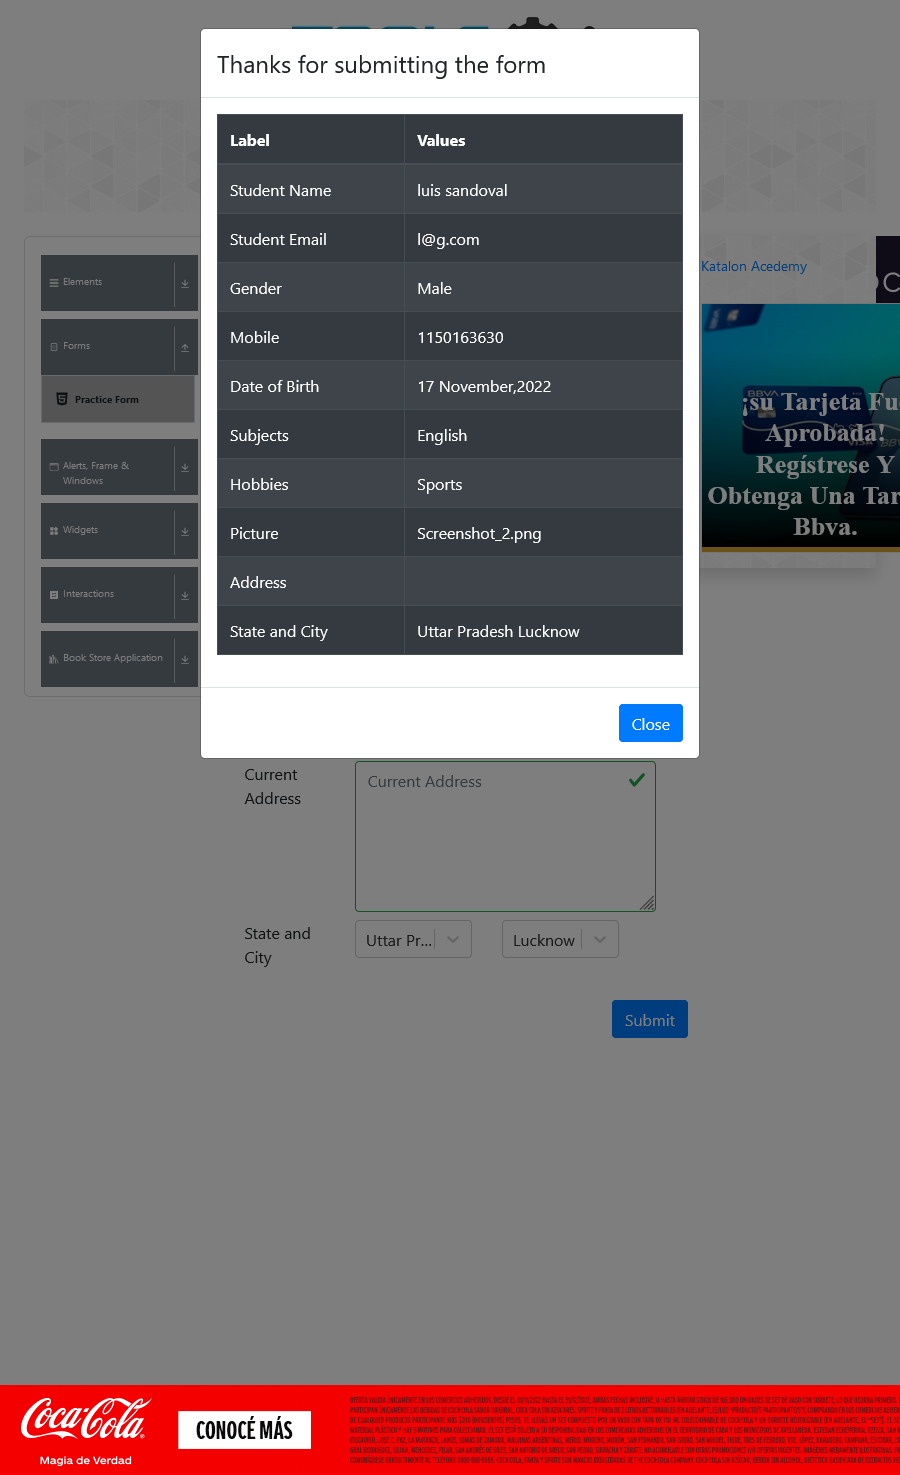 Thanks for submitting the form
Label Values
Student Name luis sandoval
Student Email l@g.com
Gender Male
Mobile 1150163630
Date of Birth 17 November,2022
Subjects English
Hobbies Sports
Picture Screenshot_2.png
Address
State and City Uttar Pradesh Lucknow
Close
Elements
Forms
Practice Form
Alerts, Frame &
Windows
Widgets
Interactions
Book Store Application
Katalon Acedemy
¡su Tarjeta Fu
Aprobada!
Regístrese Y
Obtenga Una Tar
Bbva.
Current
Address
Current Address
State and
City
Uttar Pr... Lucknow
Submit
Coca-Cola
Magia de Verdad
CONOCÉ MÁS